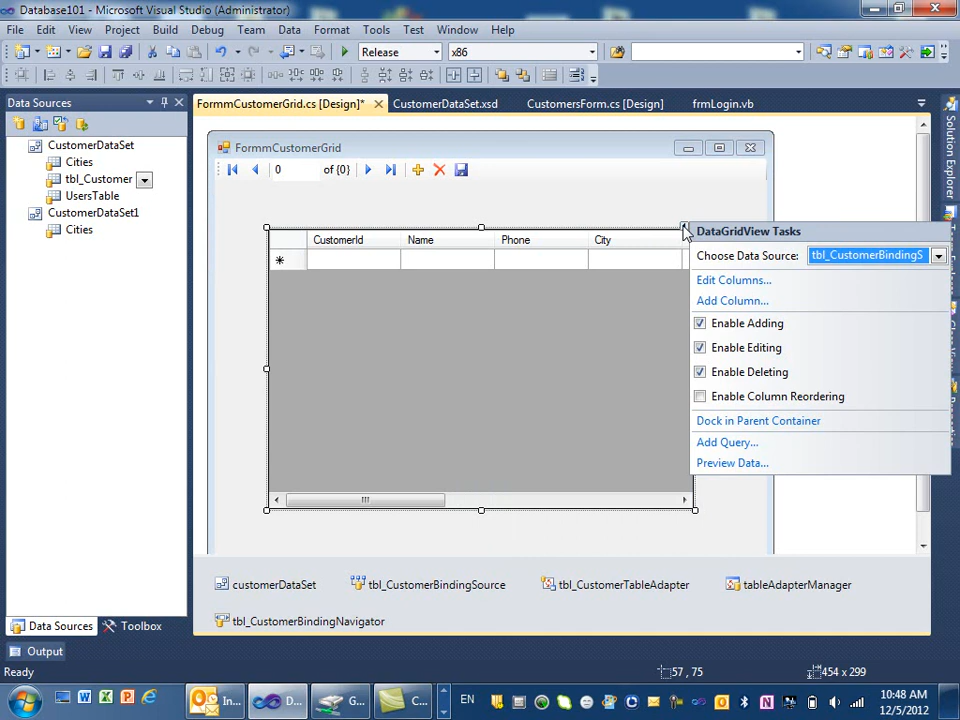 Database101 - Microsoft Visual Studio (Administrator)
File Edit View Project Build Debug Team Data Format Tools Test Window Help
Release x86
Data Sources
FormmCustomerGrid.cs [Design]* CustomerDataSet.xsd CustomersForm.cs [Design] frmLogin.vb
Solution Explorer
CustomerDataSet
Cities
tbl_Customer
UsersTable
CustomerDataSet1
Cities
FormmCustomerGrid
0 of {0}
CustomerId Name Phone City
DataGridView Tasks
Choose Data Source: tbl_CustomerBindingS
Edit Columns...
Add Column...
Enable Adding
Enable Editing
Enable Deleting
Enable Column Reordering
Dock in Parent Container
Add Query...
Preview Data...
customerDataSet tbl_CustomerBindingSource tbl_CustomerTableAdapter tableAdapterManager
tbl_CustomerBindingNavigator
Data Sources Toolbox
Output
Ready 57 , 75 454 x 299
In... D... G... C... EN 10:48 AM
12/5/2012